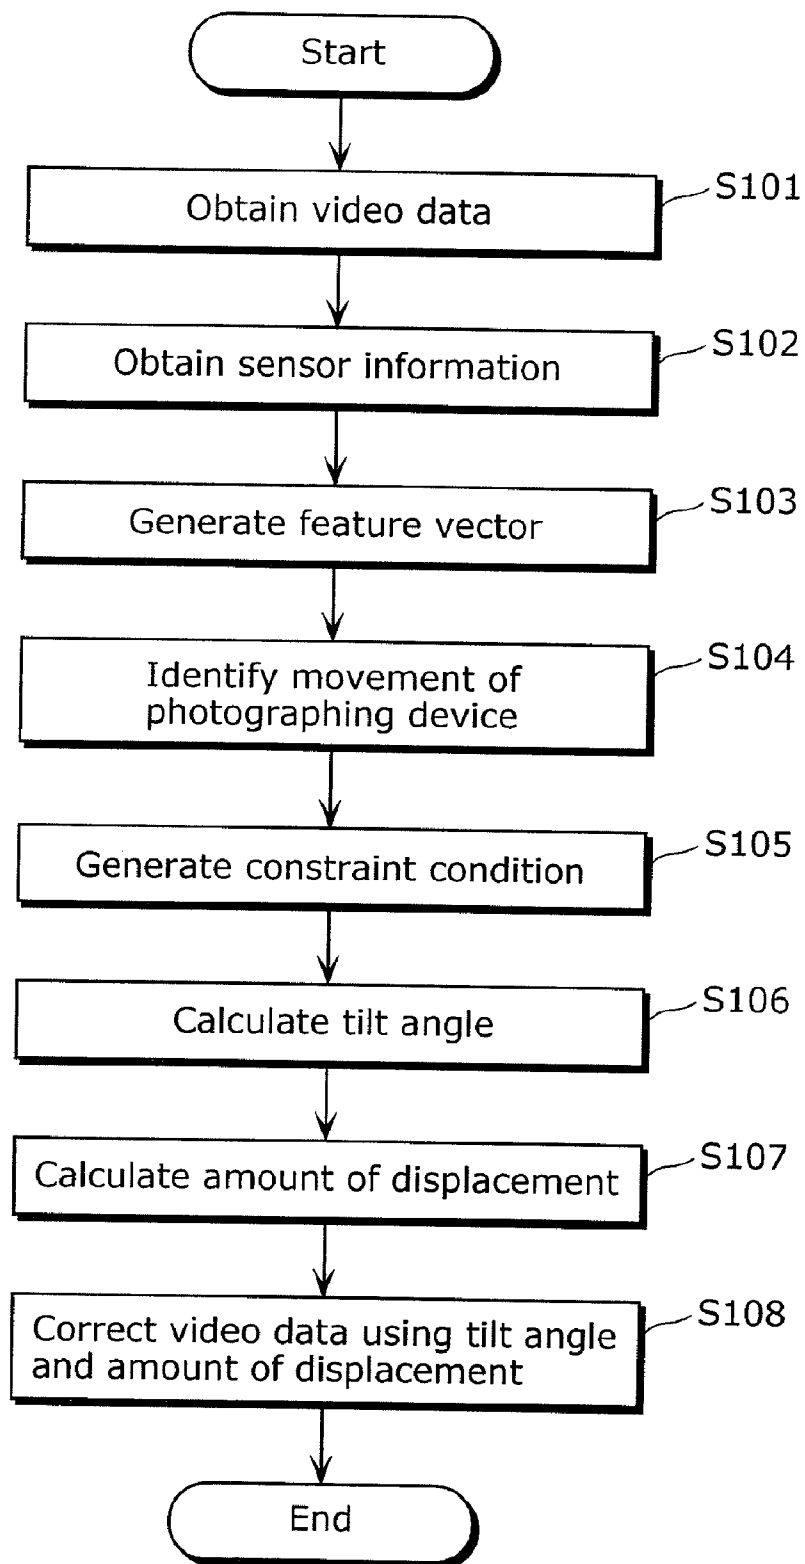 Start
Obtain video data
S101
Obtain sensor information
S102
Generate feature vector
S103
Identify movement of
photographing device
S104
Generate constraint condition
S105
Calculate tilt angle
S106
Calculate amount of displacement
S107
Correct video data using tilt angle
and amount of displacement
S108
End